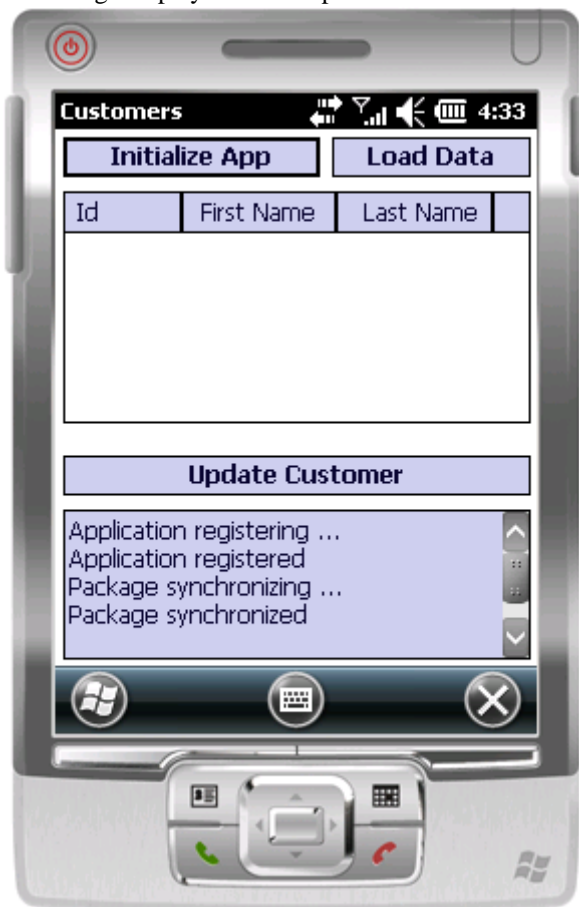 Customers 4:33
Initialize App Load Data
Id First Name Last Name
Update Customer
Application registering ...
Application registered
Package synchronizing ...
Package synchronized